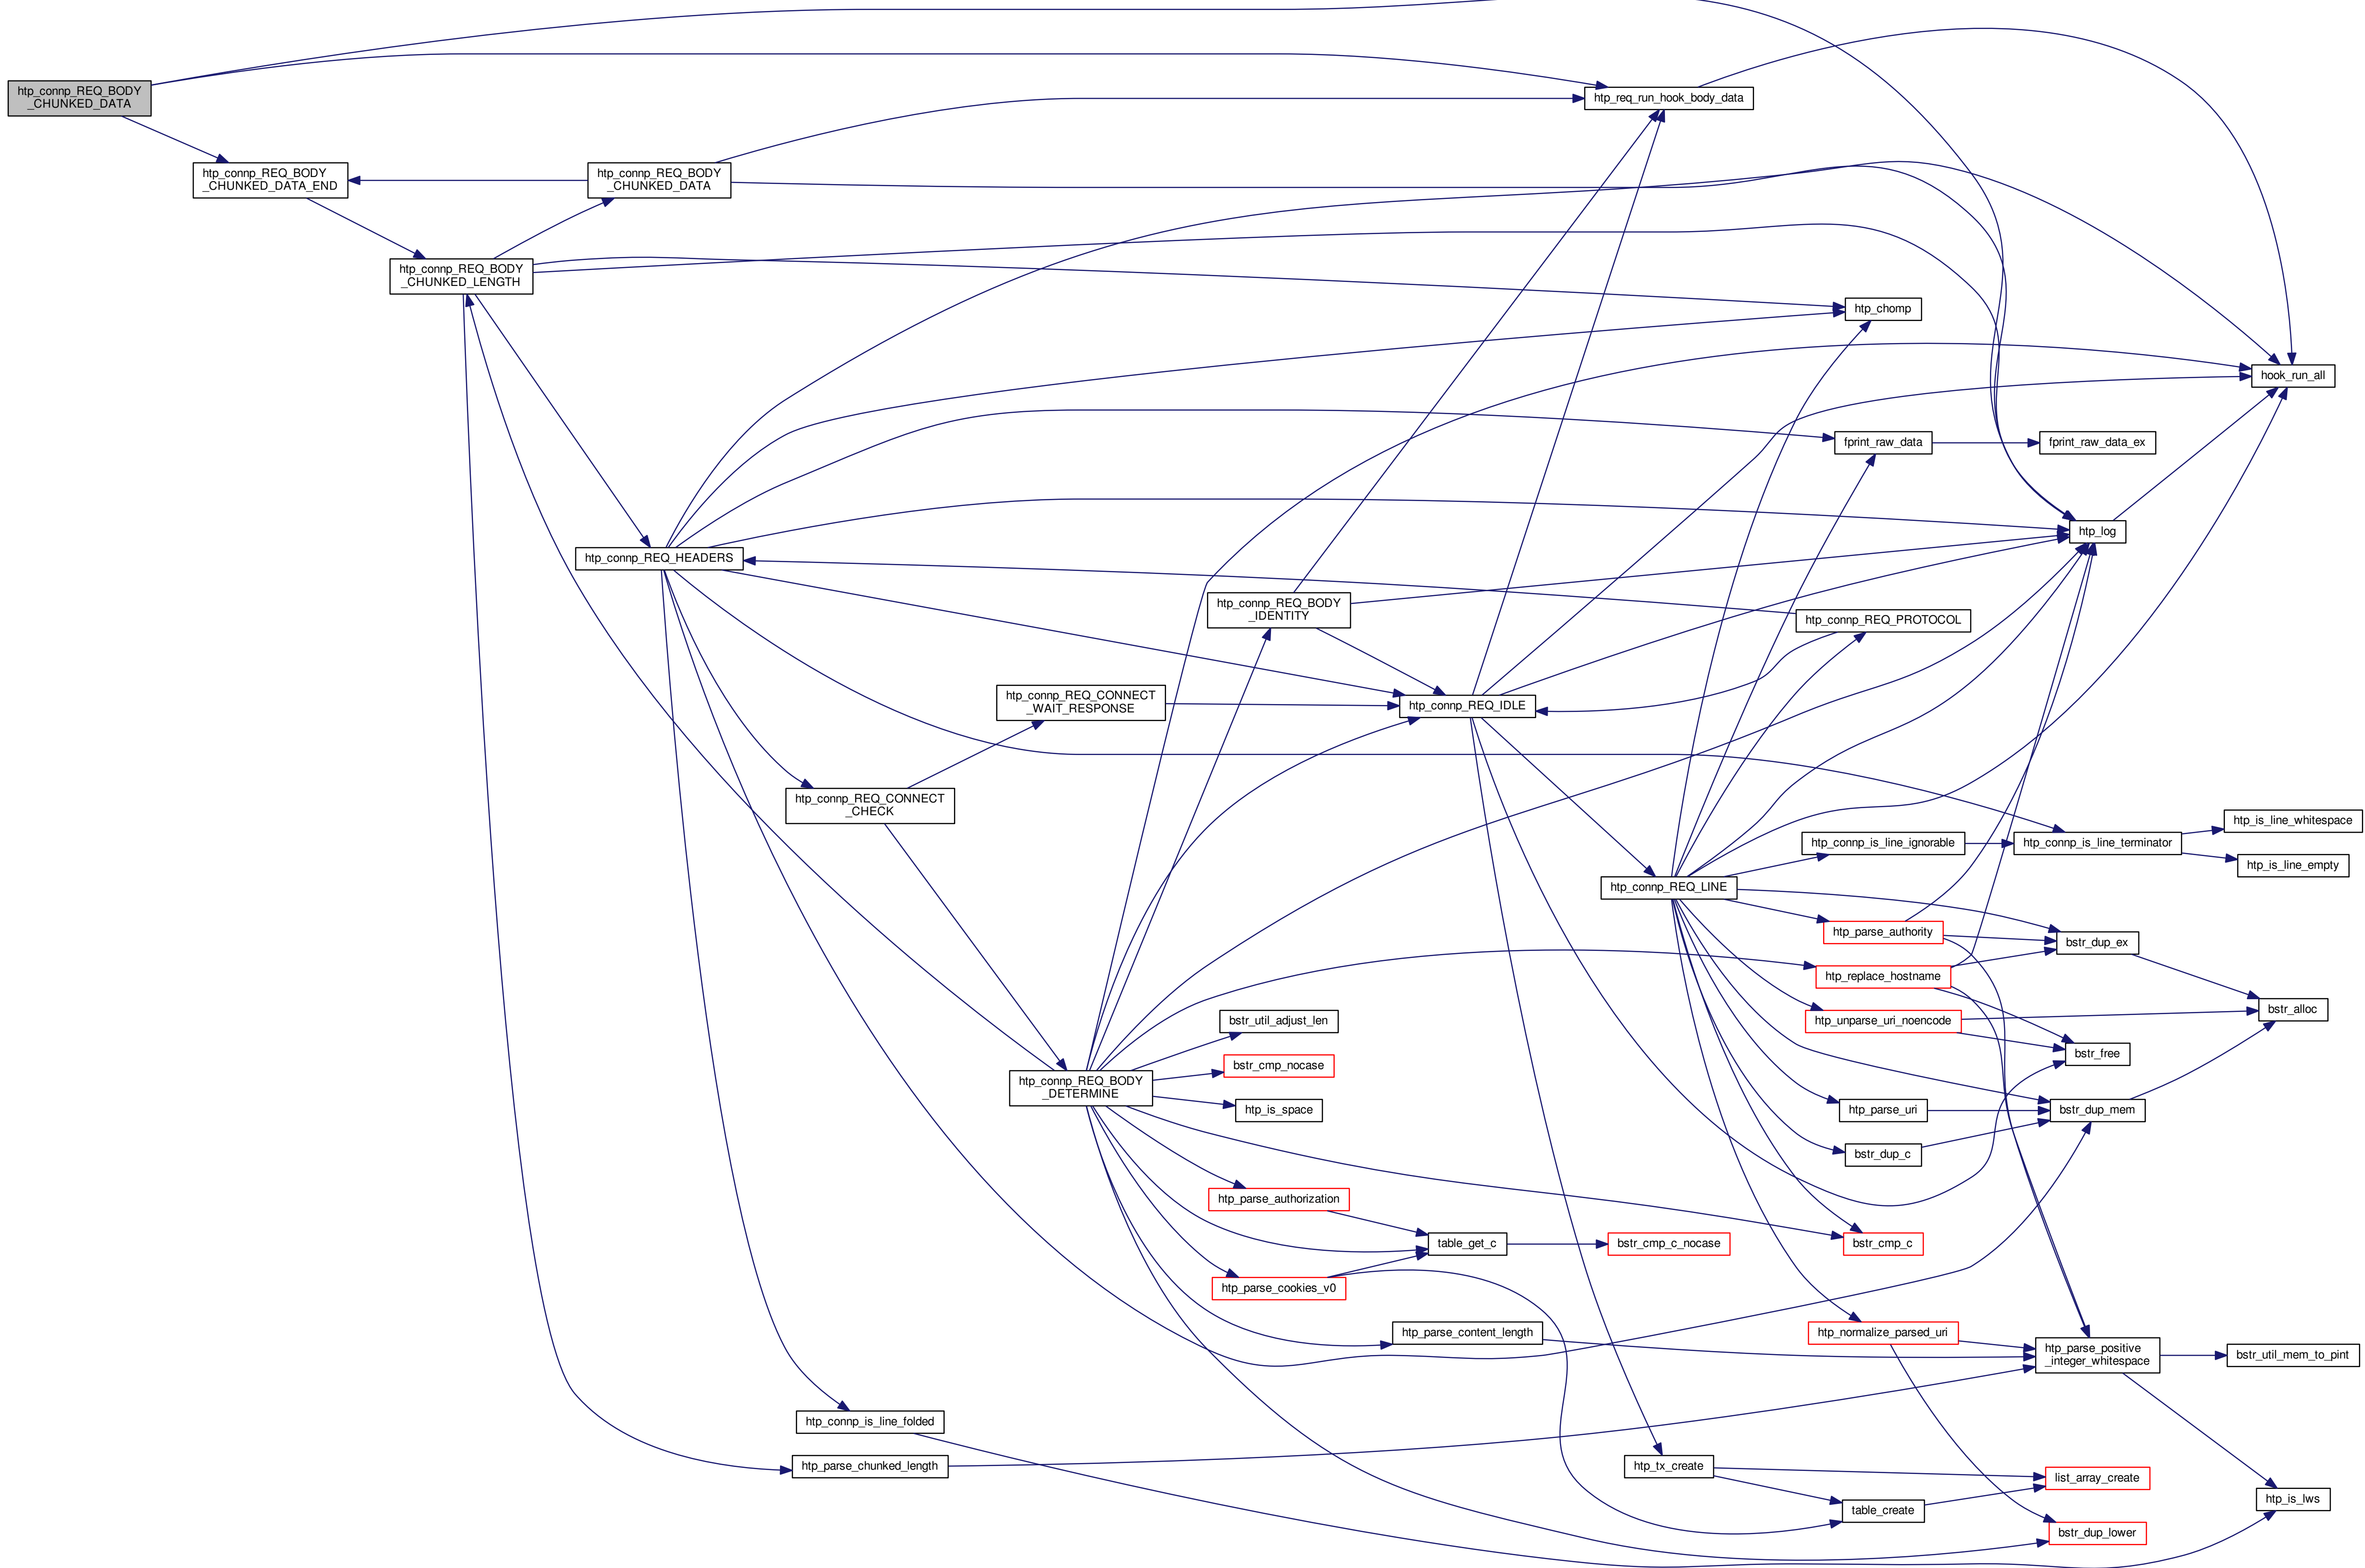 htp_connp_REQ_BODY
_CHUNKED_DATA
htp_req_run_hook_body_data
htp_connp_REQ_BODY
_CHUNKED_DATA_END
htp_connp_REQ_BODY
_CHUNKED_DATA
htp_connp_REQ_BODY
_CHUNKED_LENGTH
htp_chomp
hook_run_all
fprint_raw_data
fprint_raw_data_ex
htp_log
htp_connp_REQ_HEADERS
htp_connp_REQ_BODY
_IDENTITY
htp_connp_REQ_PROTOCOL
htp_connp_REQ_CONNECT
_WAIT_RESPONSE
htp_connp_REQ_IDLE
htp_connp_REQ_CONNECT
_CHECK
htp_is_line_whitespace
htp_connp_is_line_ignorable
htp_connp_is_line_terminator
htp_is_line_empty
htp_connp_REQ_LINE
htp_parse_authority
bstr_dup_ex
htp_replace_hostname
bstr_alloc
bstr_util_adjust_len
htp_unparse_uri_noencode
bstr_free
bstr_cmp_nocase
htp_connp_REQ_BODY
_DETERMINE
htp_is_space
htp_parse_uri
bstr_dup_mem
bstr_dup_c
htp_parse_authorization
table_get_c
bstr_cmp_c_nocase
bstr_cmp_c
htp_parse_cookies_v0
htp_parse_content_length
htp_normalize_parsed_uri
htp_parse_positive
_integer_whitespace
bstr_util_mem_to_pint
htp_connp_is_line_folded
htp_parse_chunked_length
htp_tx_create
list_array_create
htp_is_lws
table_create
bstr_dup_lower